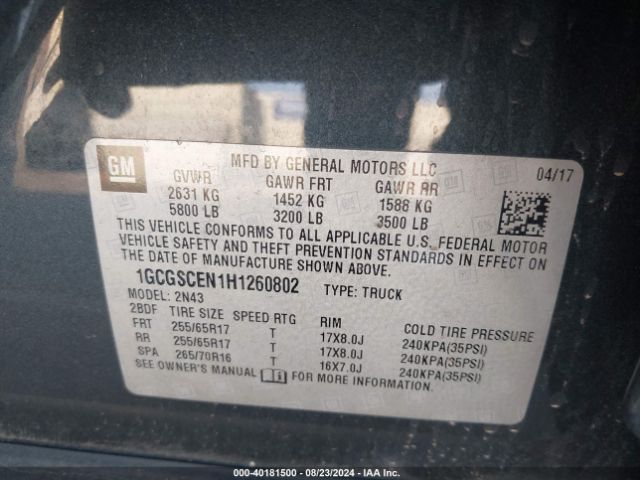 GM
MFD BY GENERAL MOTORS LLC
04/17
GVWR GAWR FRT GAWR RR
2631 KG 1452 KG 1588 KG
5800 LB 3200 LB 3500 LB
THIS VEHICLE CONFORMS TO ALL APPLICABLE U.S. FEDERAL MOTOR
VEHICLE SAFETY AND THEFT PREVENTION STANDARDS IN EFFECT ON
THE DATE OF MANUFACTURE SHOWN ABOVE.
1GCGSCEN1H1260802 TYPE: TRUCK
MODEL: 2N43
2BDF TIRE SIZE SPEED RTG RIM COLD TIRE PRESSURE
FRT 255/65R17 T 17X8.0J 240KPA(35PSI)
RR 255/65R17 T 17X8.0J 240KPA(35PSI)
SPA 265/70R16 T 16X7.0J 240KPA(35PSI)
SEE OWNER'S MANUAL FOR MORE INFORMATION.
000-40181500 - 08/23/2024 - IAA Inc.